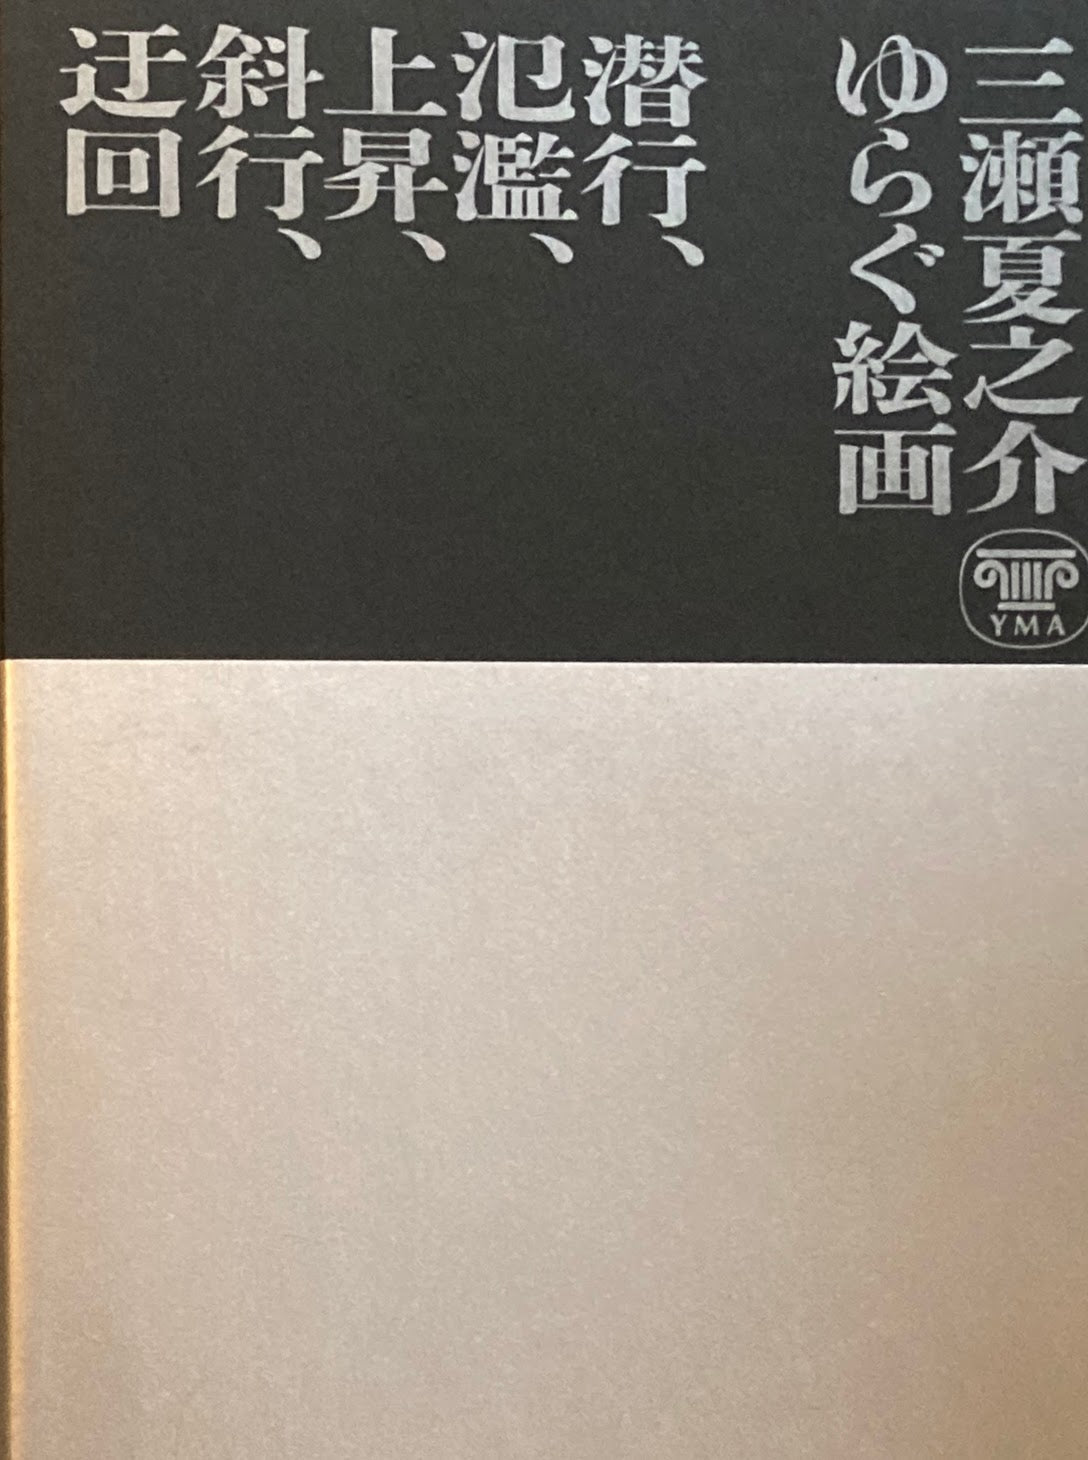 三瀬夏之介
ゆらぐ絵画
潜行、
氾濫、
上昇、
斜行、
迂回
YMA